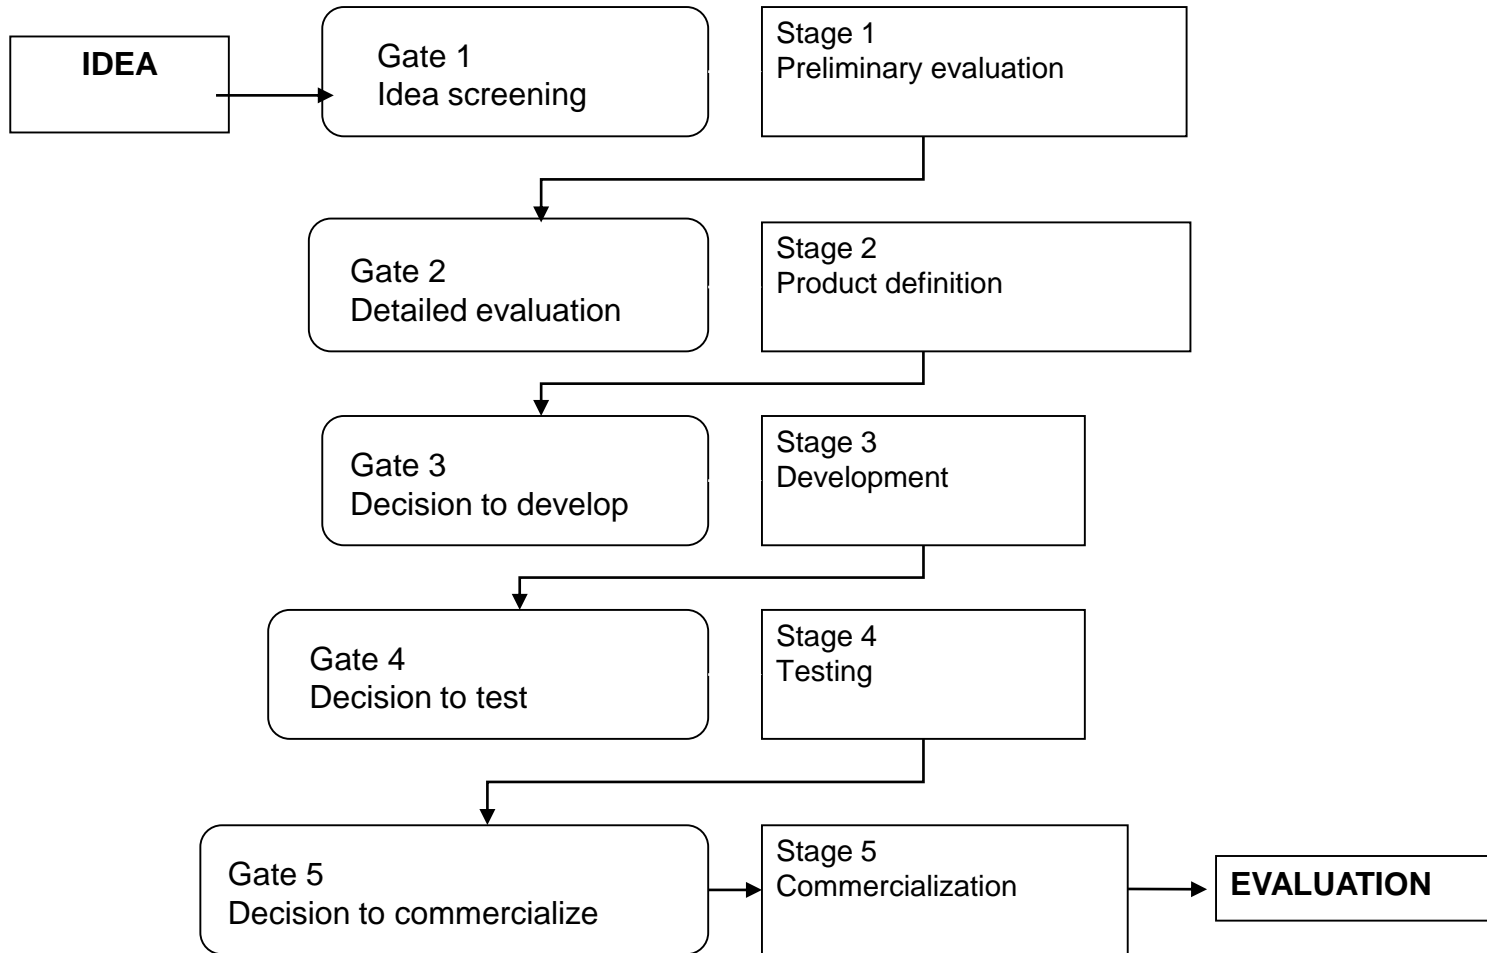 IDEA
Gate 1
Idea screening
Stage 1
Preliminary evaluation
Gate 2
Detailed evaluation
Stage 2
Product definition
Gate 3
Decision to develop
Stage 3
Development
Gate 4
Decision to test
Stage 4
Testing
Gate 5
Decision to commercialize
Stage 5
Commercialization
EVALUATION